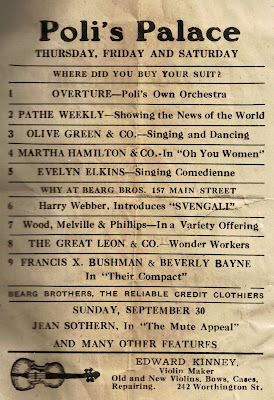 Poli's Palace
THURSDAY, FRIDAY AND SATURDAY
WHERE DID YOU BUY YOUR SUIT?
1 OVERTURE—Poli's Own Orchestra
2 PATHE WEEKLY—Showing the News of the World
3 OLIVE GREEN & CO.—Singing and Dancing
4 MARTHA HAMILTON & CO.-In "Oh You Women"
5 EVELYN ELKINS—Singing Comedienne
WHY AT BEARG BROS. 157 MAIN STREET
6 Harry Webber, Introduces "SVENGALI"
7 Wood, Melville & Phillips—In a Variety Offering
8 THE GREAT LEON & CO.—Wonder Workers
9 FRANCIS X. BUSHMAN & BEVERLY BAYNE
In "Their Compact"
BEARG BROTHERS, THE RELIABLE CREDIT CLOTHIERS
SUNDAY, SEPTEMBER 30
JEAN SOTHERN, In "The Mute Appeal"
AND MANY OTHER FEATURES
EDWARD KINNEY,
Violin Maker
Old and New Violins, Bows, Cases,
Repairing. 242 Worthington St.